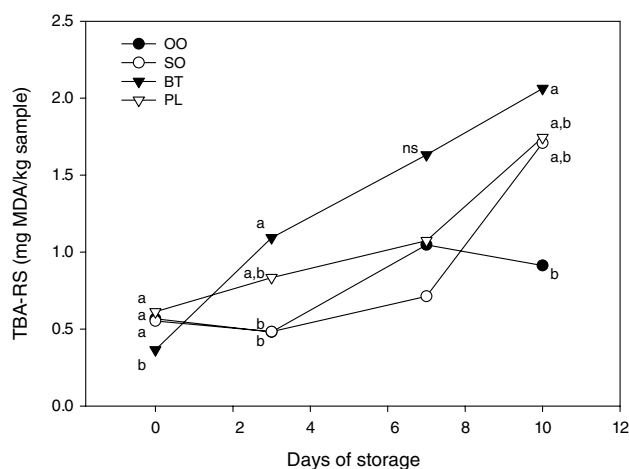 2.5
2.0
1.5
1.0
0.5
0.0
TBA-RS (mg MDA/kg sample)
OO
SO
BT
PL
a
a
a
b
a
a,b
b
b
ns
a
a,b
a,b
b
0 2 4 6 8 10 12
Days of storage